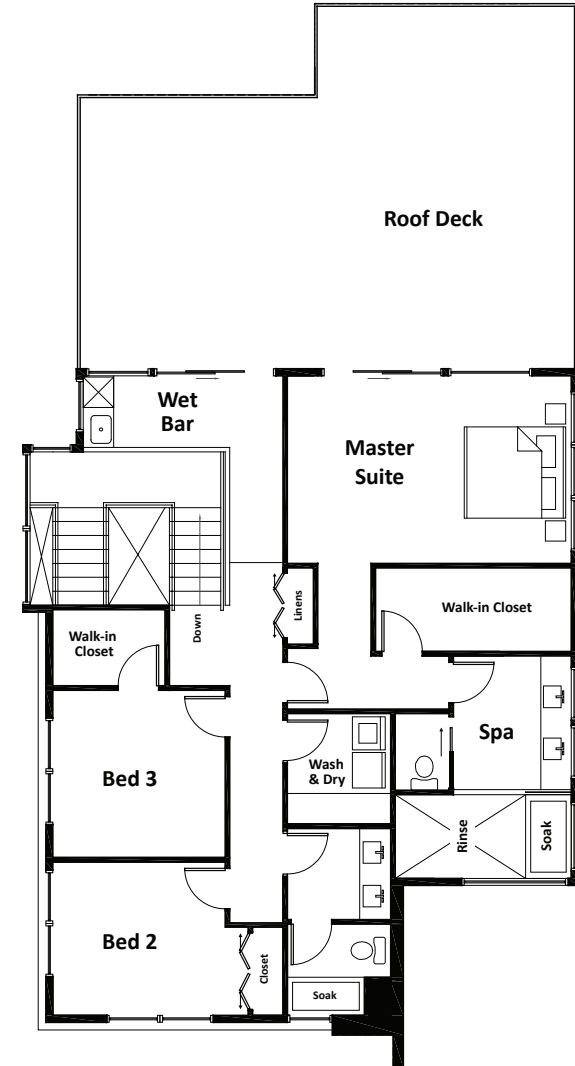 Roof Deck
Wet
Bar
Master
Suite
Linens
Walk-in Closet
Down
Walk-in
Closet
Spa
Wash
& Dry
Bed 3
Rinse
Soak
Bed 2
Closet
Soak